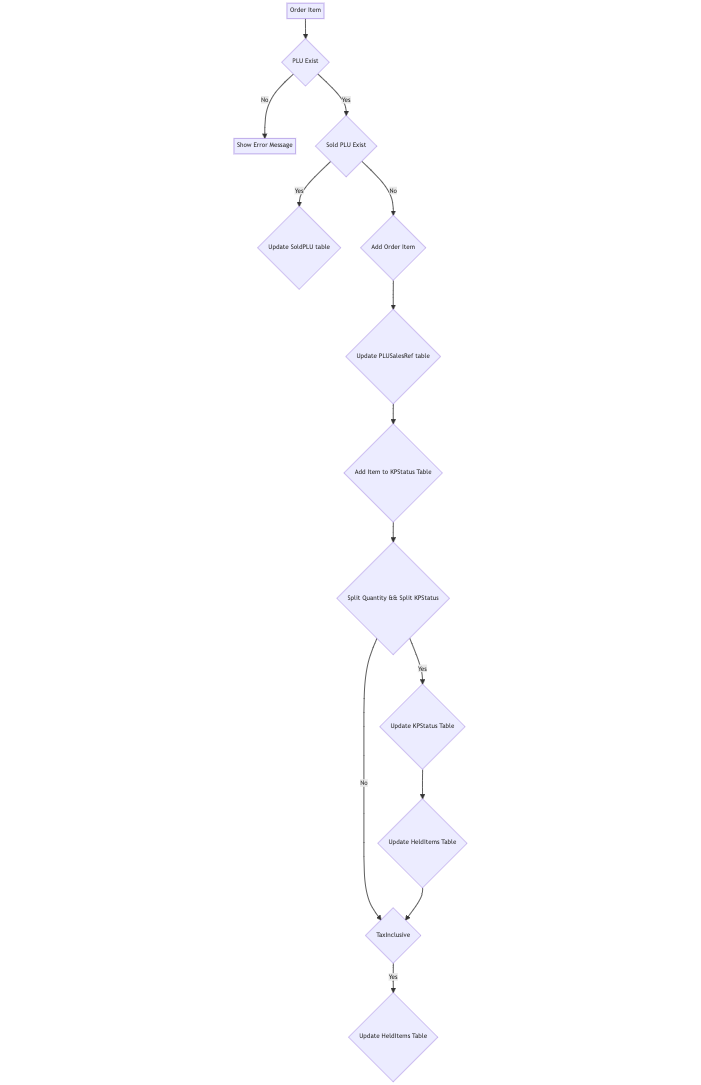 Order Item
PLU Exist
No
Yes
Show Error Message
Sold PLU Exist
Yes
No
Update SoldPLU table
Add Order Item
Update PLUSalesRef table
Add Item to KPStatus Table
Split Quantity && Split KPStatus
Yes
Update KPStatus Table
No
Update HeldItems Table
TaxInclusive
Yes
Update HeldItems Table